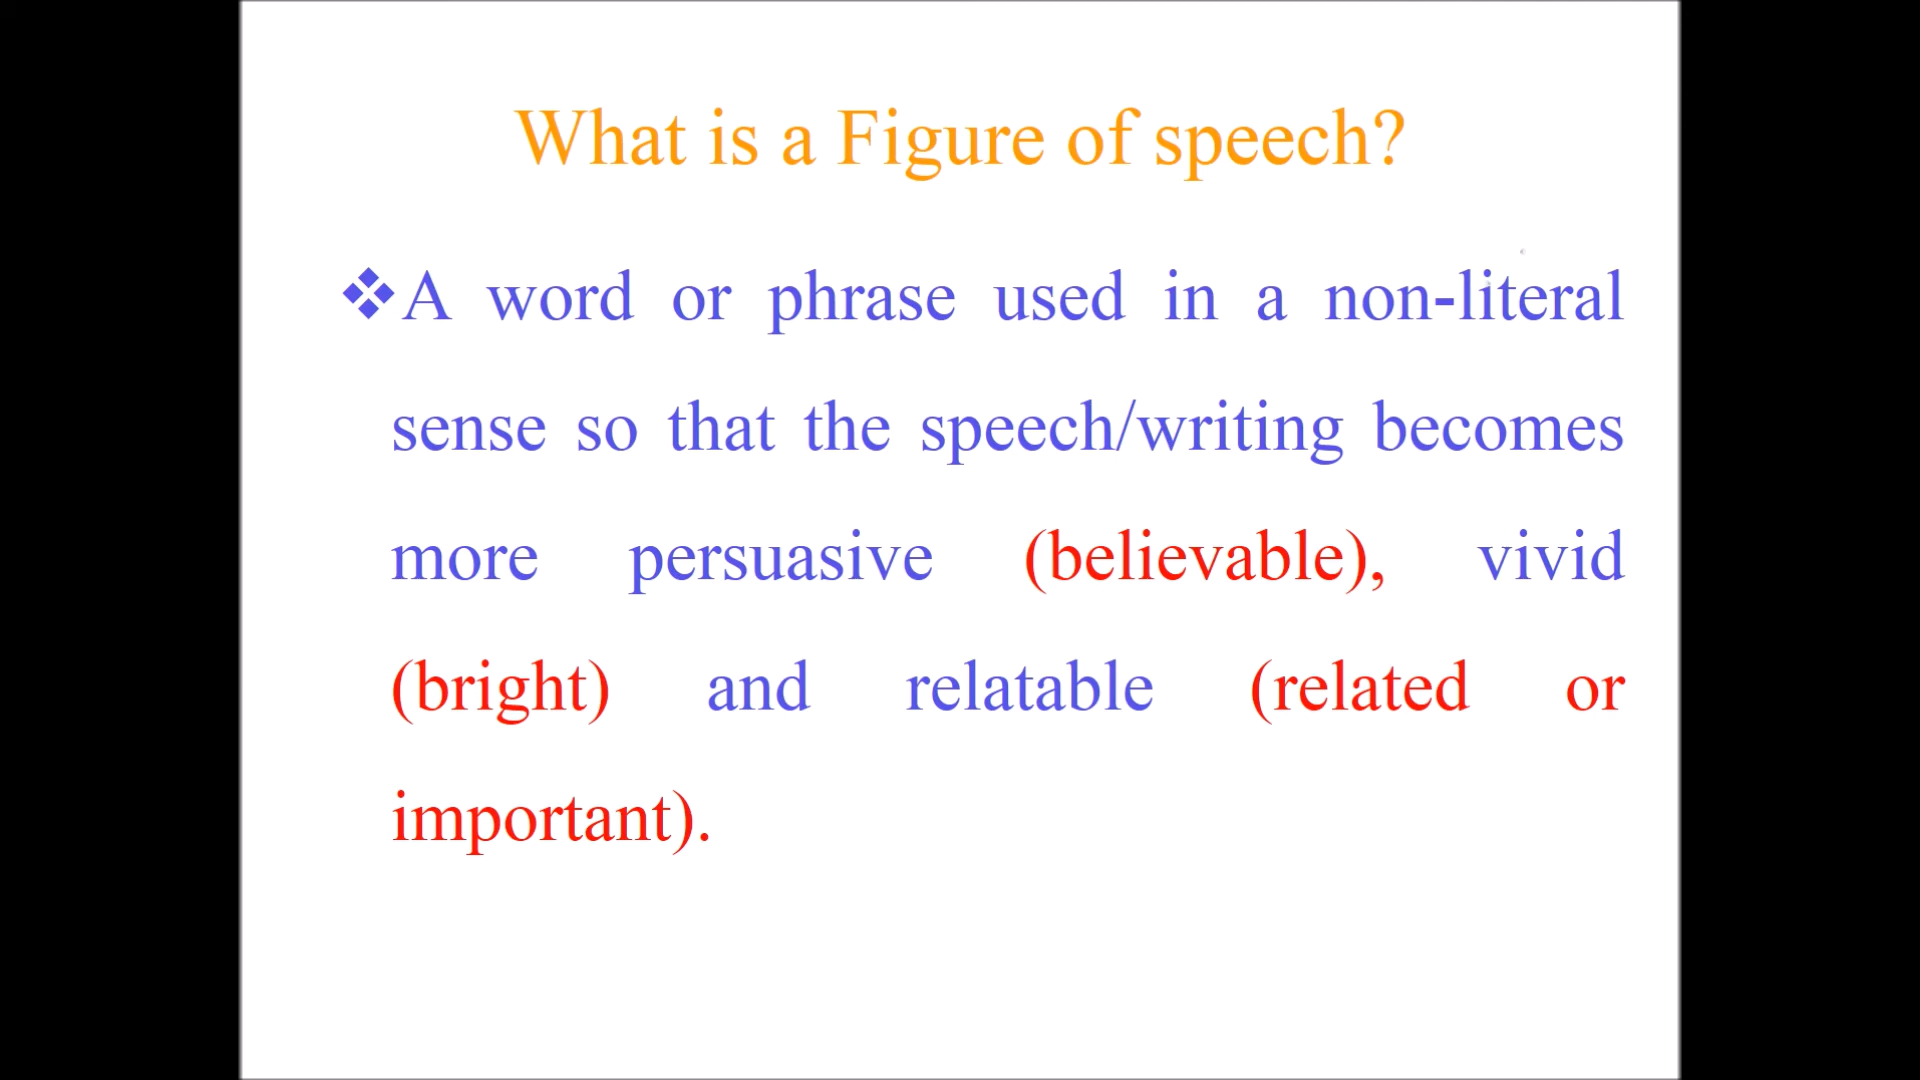 What is a Figure of speech?
❖A word or phrase used in a non-literal
sense so that the speech/writing becomes
more persuasive (believable), vivid
(bright) and relatable (related or
important).